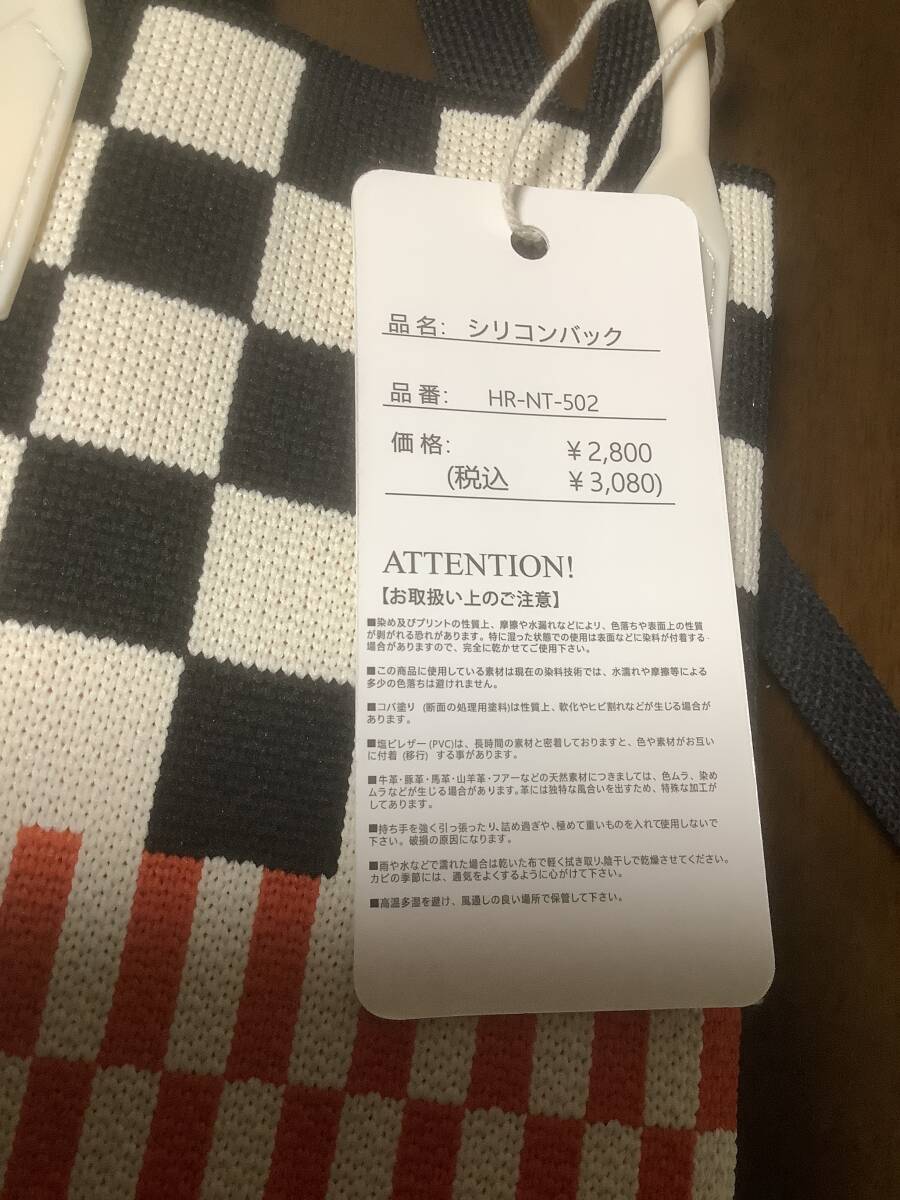 品名: シリコンバック
品番: HR-NT-502
価格: ￥2,800
(税込 ￥3,080)
ATTENTION!
【お取扱い上のご注意】
■染め及びプリントの性質上、摩擦や水漏れなどにより、色落ちや表面上の性質
が剥がれる恐れがあります。特に湿った状態での使用は表面などに染料が付着する
場合がありますので、完全に乾かせてご使用下さい。
■この商品に使用している素材は現在の染料技術では、水濡れや摩擦等による
多少の色落ちは避けれません。
■コバ塗り (断面の処理用塗料)は性質上、軟化やヒビ割れなどが生じる場合が
あります。
■塩ビレザー(PVC)は、長時間の素材と密着しておりますと、色や素材がお互い
に付着 (移行) する事があります。
■牛革・豚革・馬革・山羊革・フアーなどの天然素材につきましては、色ムラ、染め
ムラなどが生じる場合があります。革には独特な風合いを出すため、特殊な加工が
してあります。
■持ち手を強く引っ張ったり、詰め過ぎや、極めて重いものを入れて使用しないで
下さい。破損の原因になります。
■雨や水などで濡れた場合は乾いた布で軽く拭き取り、陰干しで乾燥させてください。
カビの季節には、通気をよくするように心がけて下さい。
■高温多湿を避け、風通しの良い場所で保管して下さい。